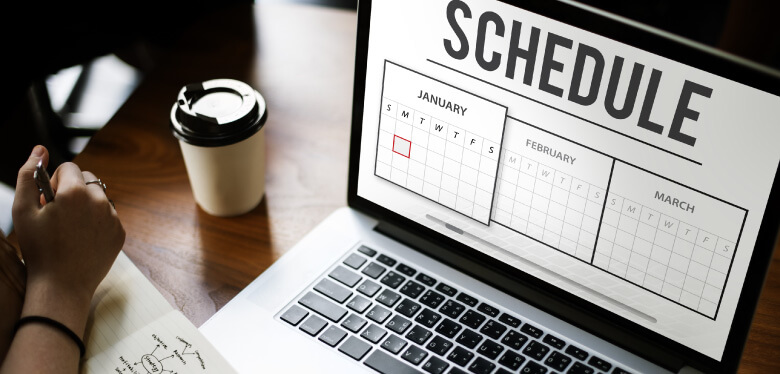 SCHEDULE
JANUARY
S M T W T F S
FEBRUARY
M T W T F S
MARCH
S M T W T F S